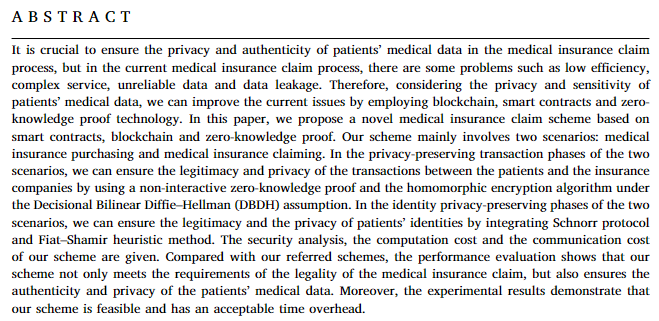 ABSTRACT
It is crucial to ensure the privacy and authenticity of patients' medical data in the medical insurance claim
process, but in the current medical insurance claim process, there are some problems such as low efficiency,
complex service, unreliable data and data leakage. Therefore, considering the privacy and sensitivity of
patients' medical data, we can improve the current issues by employing blockchain, smart contracts and zero-
knowledge proof technology. In this paper, we propose a novel medical insurance claim scheme based on
smart contracts, blockchain and zero-knowledge proof. Our scheme mainly involves two scenarios: medical
insurance purchasing and medical insurance claiming. In the privacy-preserving transaction phases of the two
scenarios, we can ensure the legitimacy and privacy of the transactions between the patients and the insurance
companies by using a non-interactive zero-knowledge proof and the homomorphic encryption algorithm under
the Decisional Bilinear Diffie–Hellman (DBDH) assumption. In the identity privacy-preserving phases of the two
scenarios, we can ensure the legitimacy and the privacy of patients' identities by integrating Schnorr protocol
and Fiat–Shamir heuristic method. The security analysis, the computation cost and the communication cost
of our scheme are given. Compared with our referred schemes, the performance evaluation shows that our
scheme not only meets the requirements of the legality of the medical insurance claim, but also ensures the
authenticity and privacy of the patients' medical data. Moreover, the experimental results demonstrate that
our scheme is feasible and has an acceptable time overhead.